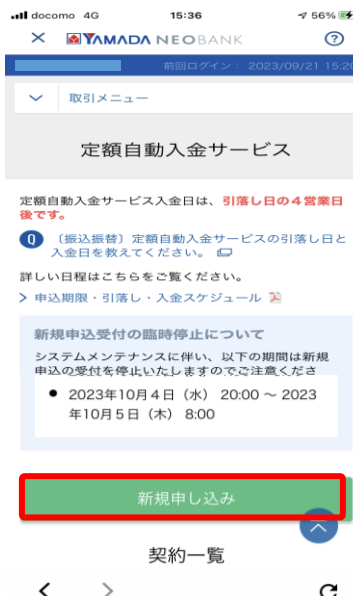 docomo 4G 15:36 56%
× YAMADA NEOBANK ?
前回ログイン： 2023/09/21 15:20
取引メニュー
定額自動入金サービス
定額自動入金サービス入金日は、引落し日の４営業日
後です。
Q 〔振込振替〕定額自動入金サービスの引落し日と
入金日を教えてください。
詳しい日程はこちらをご覧ください。
申込期限・引落し・入金スケジュール
新規申込受付の臨時停止について
システムメンテナンスに伴い、以下の期間は新規
申込の受付を停止いたしますのでご注意くださ
● 2023年10月４日（水） 20:00 ～ 2023
年10月５日（木） 8:00
新規申し込み
契約一覧